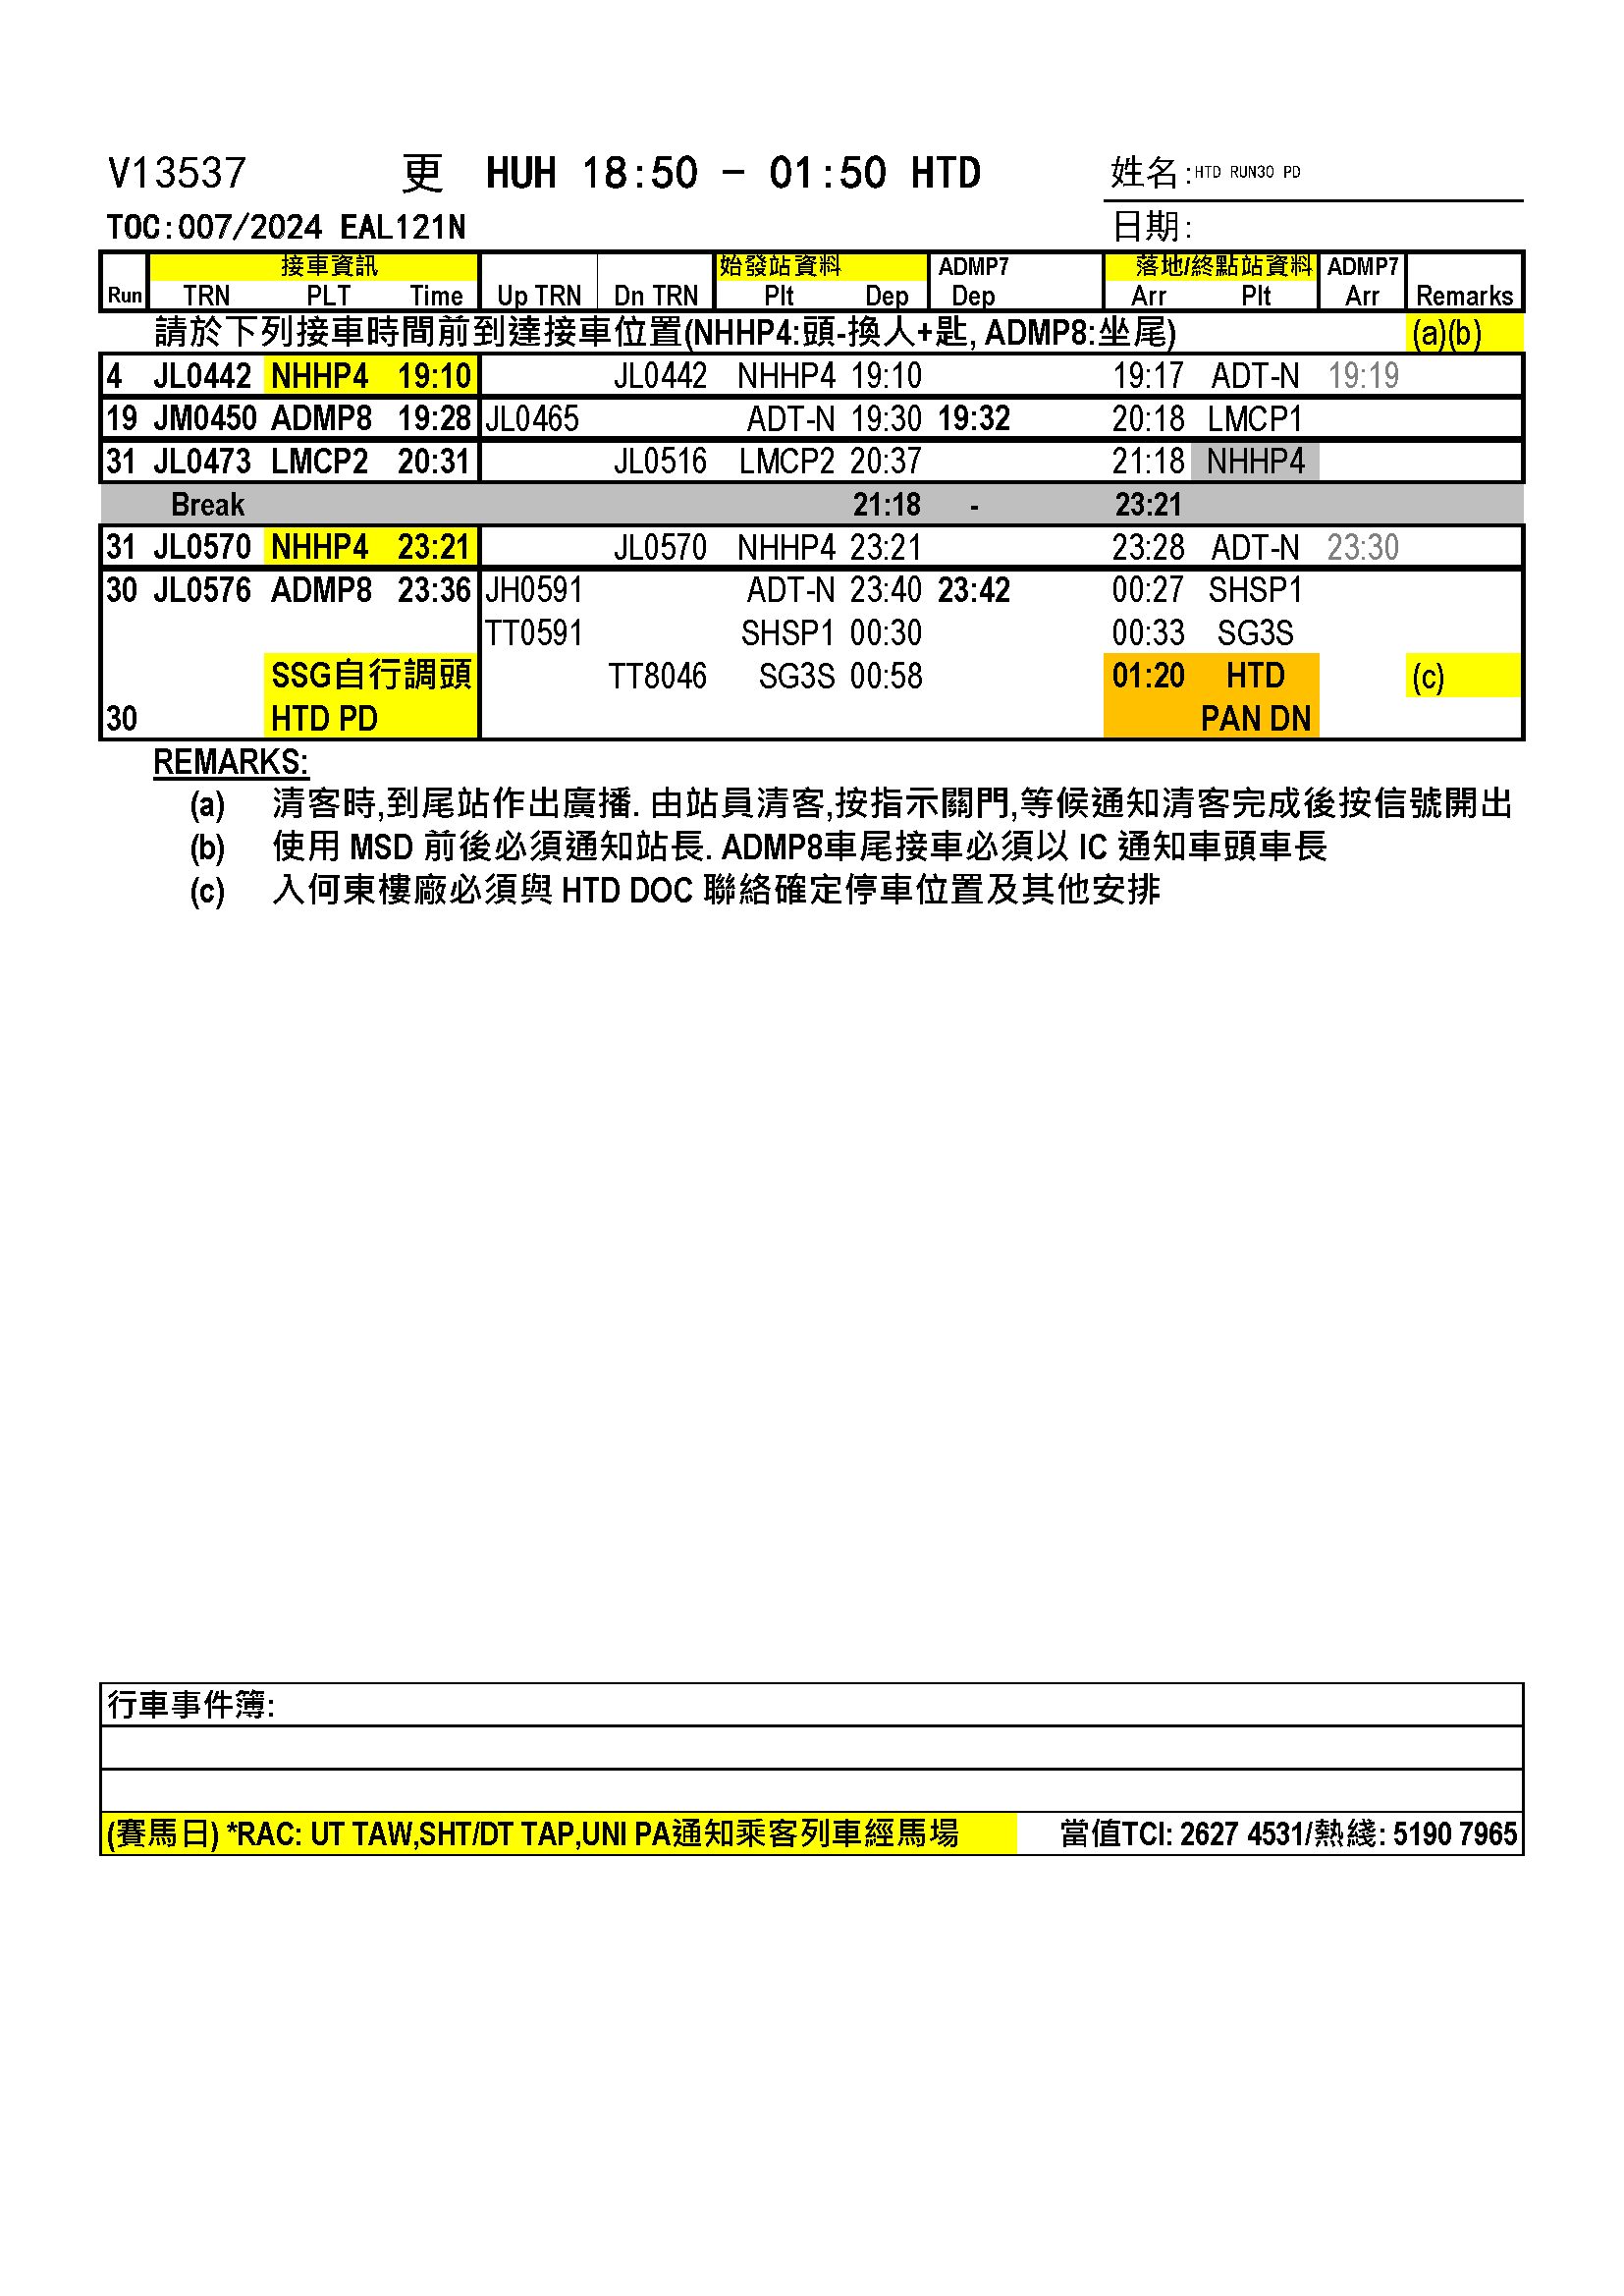 V13537 更 HUH 18:50 - 01:50 HTD 姓名:HTD RUN30 PD
TOC:007/2024 EAL121N 日期:
接車資訊 始發站資料 ADMP7 落地/終點站資料 ADMP7
Run TRN PLT Time Up TRN Dn TRN Plt Dep Dep Arr Plt Arr Remarks
請於下列接車時間前到達接車位置(NHHP4:頭-換人+匙, ADMP8:坐尾) (a)(b)
4 JL0442 NHHP4 19:10 JL0442 NHHP4 19:10 19:17 ADT-N 19:19
19 JM0450 ADMP8 19:28 JL0465 ADT-N 19:30 19:32 20:18 LMCP1
31 JL0473 LMCP2 20:31 JL0516 LMCP2 20:37 21:18 NHHP4
Break 21:18 - 23:21
31 JL0570 NHHP4 23:21 JL0570 NHHP4 23:21 23:28 ADT-N 23:30
30 JL0576 ADMP8 23:36 JH0591 ADT-N 23:40 23:42 00:27 SHSP1
TT0591 SHSP1 00:30 00:33 SG3S
SSG自行調頭 TT8046 SG3S 00:58 01:20 HTD (c)
30 HTD PD PAN DN
REMARKS:
(a) 清客時,到尾站作出廣播. 由站員清客,按指示關門,等候通知清客完成後按信號開出
(b) 使用 MSD 前後必須通知站長. ADMP8車尾接車必須以 IC 通知車頭車長
(c) 入何東樓廠必須與 HTD DOC 聯絡確定停車位置及其他安排
行車事件簿:
(賽馬日) *RAC: UT TAW,SHT/DT TAP,UNI PA通知乘客列車經馬場 當值TCI: 2627 4531/熱綫: 5190 7965